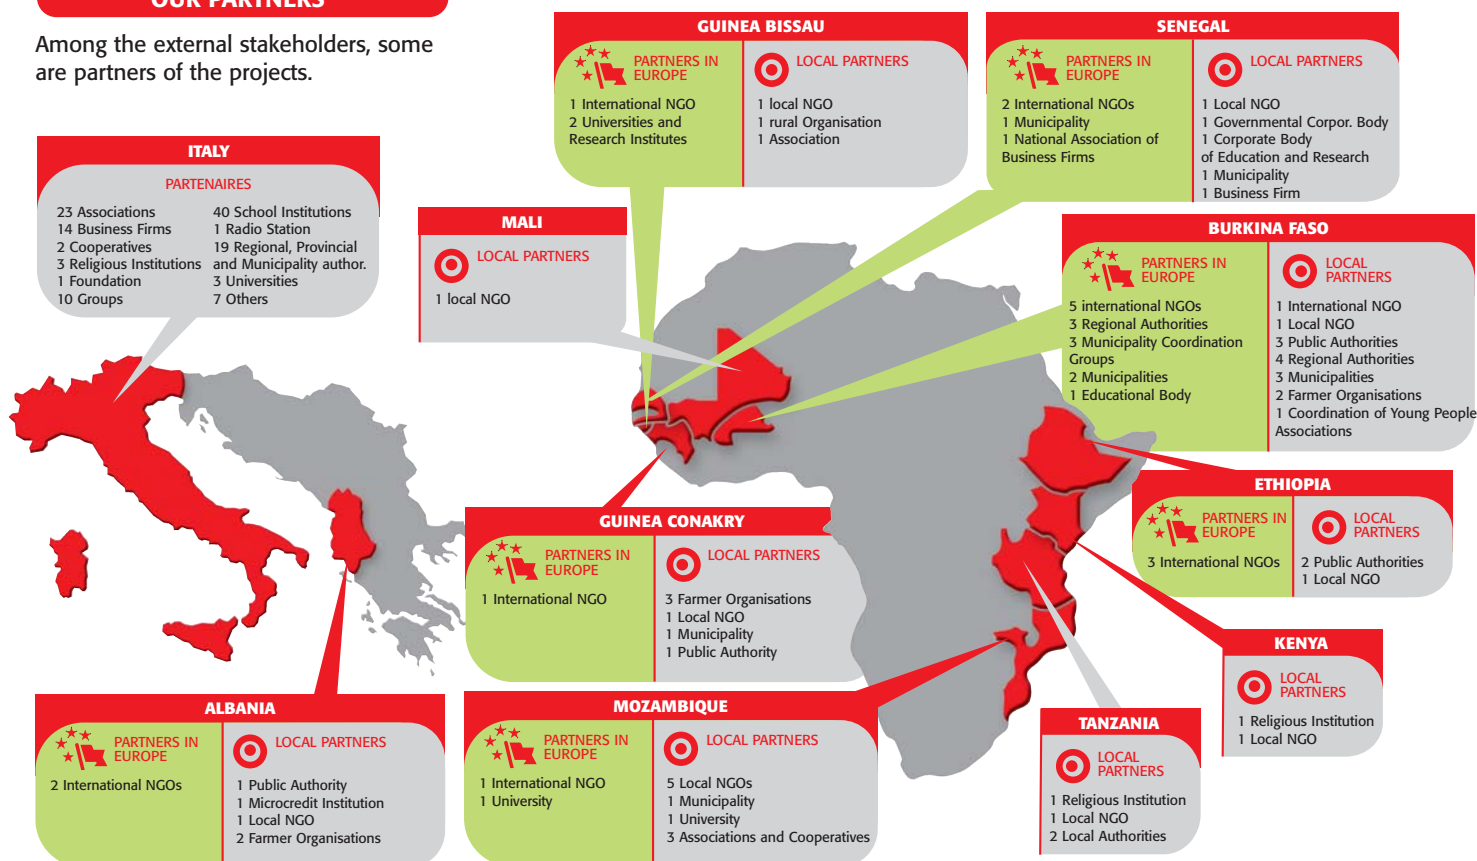 OUR PARTNERS
Among the external stakeholders, some
are partners of the projects.
ITALY
PARTENAIRES
23 Associations
14 Business Firms
2 Cooperatives
3 Religious Institutions
1 Foundation
10 Groups
40 School Institutions
1 Radio Station
19 Regional, Provincial
and Municipality author.
3 Universities
7 Others
GUINEA BISSAU
PARTNERS IN
EUROPE
1 International NGO
2 Universities and
Research Institutes
LOCAL PARTNERS
1 local NGO
1 rural Organisation
1 Association
SENEGAL
PARTNERS IN
EUROPE
2 International NGOs
1 Municipality
1 National Association of
Business Firms
LOCAL PARTNERS
1 Local NGO
1 Governmental Corpor. Body
1 Corporate Body
of Education and Research
1 Municipality
1 Business Firm
MALI
LOCAL PARTNERS
1 local NGO
BURKINA FASO
PARTNERS IN
EUROPE
5 international NGOs
3 Regional Authorities
3 Municipality Coordination
Groups
2 Municipalities
1 Educational Body
LOCAL
PARTNERS
1 International NGO
1 Local NGO
3 Public Authorities
4 Regional Authorities
3 Municipalities
2 Farmer Organisations
1 Coordination of Young People
Associations
ETHIOPIA
PARTNERS IN
EUROPE
3 International NGOs
LOCAL
PARTNERS
2 Public Authorities
1 Local NGO
GUINEA CONAKRY
PARTNERS IN
EUROPE
1 International NGO
LOCAL PARTNERS
3 Farmer Organisations
1 Local NGO
1 Municipality
1 Public Authority
KENYA
LOCAL
PARTNERS
1 Religious Institution
1 Local NGO
ALBANIA
PARTNERS IN
EUROPE
2 International NGOs
LOCAL PARTNERS
1 Public Authority
1 Microcredit Institution
1 Local NGO
2 Farmer Organisations
MOZAMBIQUE
PARTNERS IN
EUROPE
1 International NGO
1 University
LOCAL PARTNERS
5 Local NGOs
1 Municipality
1 University
3 Associations and Cooperatives
TANZANIA
LOCAL
PARTNERS
1 Religious Institution
1 Local NGO
2 Local Authorities